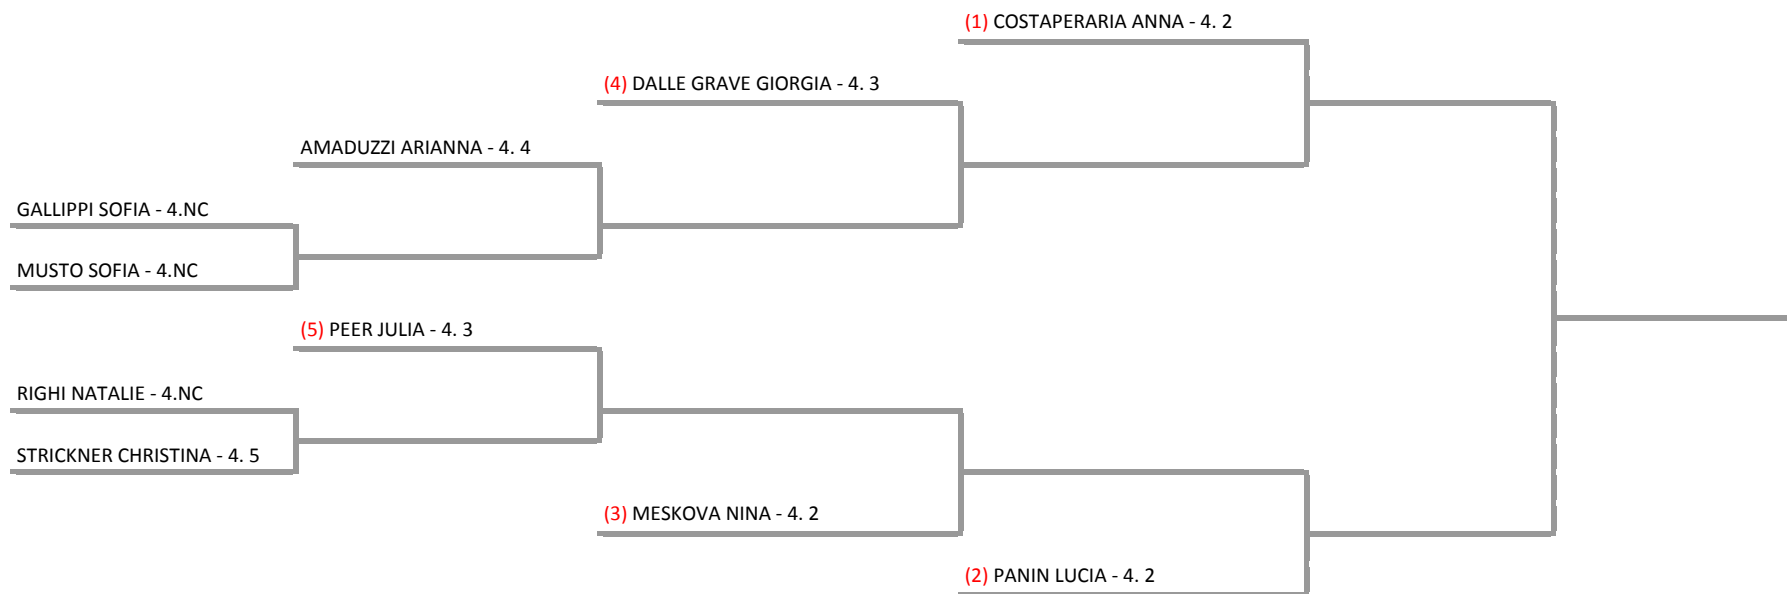 (1) COSTAPERARIA ANNA - 4. 2
(4) DALLE GRAVE GIORGIA - 4. 3
AMADUZZI ARIANNA - 4. 4
GALLIPPI SOFIA - 4.NC
MUSTO SOFIA - 4.NC
(5) PEER JULIA - 4. 3
RIGHI NATALIE - 4.NC
STRICKNER CHRISTINA - 4. 5
(3) MESKOVA NINA - 4. 2
(2) PANIN LUCIA - 4. 2